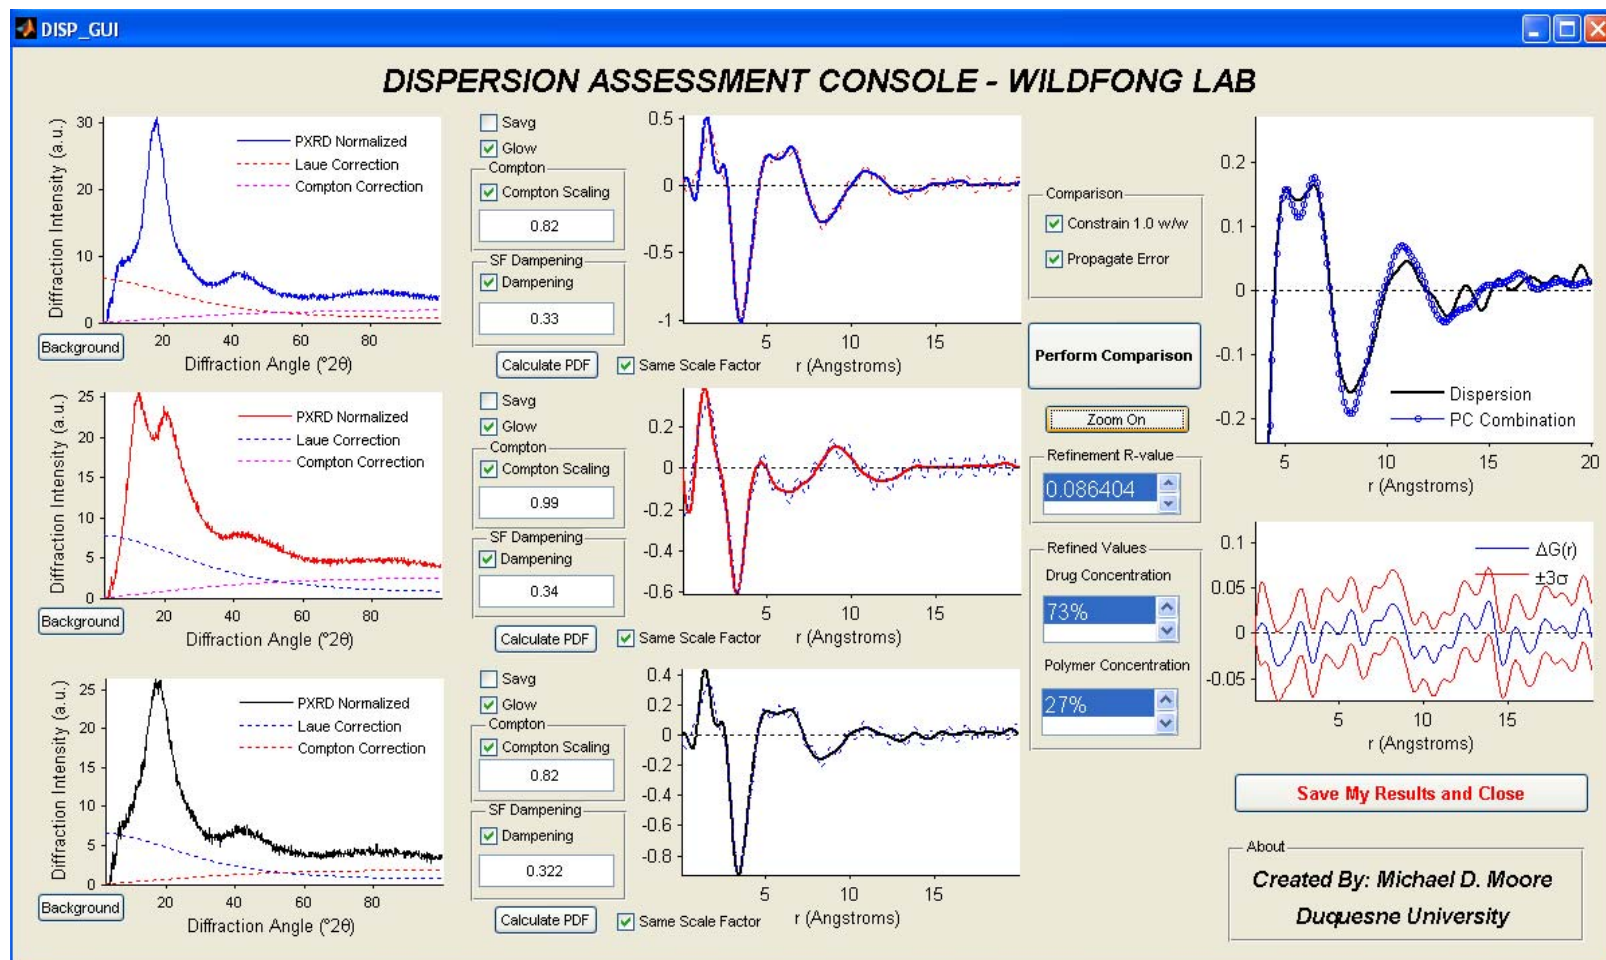 DISP_GUI
DISPERSION ASSESSMENT CONSOLE - WILDFONG LAB
Diffraction Intensity (a.u.)
30
20
10
0
PXRD Normalized
Laue Correction
Compton Correction
20
40
60
80
Diffraction Angle (°2θ)
Background
Savg
Glow
Compton
Compton Scaling
0.82
SF Dampening
Dampening
0.33
Calculate PDF
Same Scale Factor
0.5
0
-0.5
-1
5
10
15
r (Angstroms)
Diffraction Intensity (a.u.)
25
20
15
10
5
0
PXRD Normalized
Laue Correction
Compton Correction
20
40
60
80
Diffraction Angle (°2θ)
Background
Savg
Glow
Compton
Compton Scaling
0.99
SF Dampening
Dampening
0.34
Calculate PDF
Same Scale Factor
0.2
0
-0.2
-0.4
-0.6
5
10
15
r (Angstroms)
Diffraction Intensity (a.u.)
25
20
15
10
5
0
PXRD Normalized
Laue Correction
Compton Correction
20
40
60
80
Diffraction Angle (°2θ)
Background
Savg
Glow
Compton
Compton Scaling
0.82
SF Dampening
Dampening
0.322
Calculate PDF
Same Scale Factor
0.4
0.2
0
-0.2
-0.4
-0.6
-0.8
5
10
15
r (Angstroms)
Comparison
Constrain 1.0 w/w
Propagate Error
Perform Comparison
Zoom On
Refinement R-value
0.086404
Refined Values
Drug Concentration
73%
Polymer Concentration
27%
0.2
0.1
0
-0.1
-0.2
Dispersion
PC Combination
5
10
15
20
r (Angstroms)
0.1
0.05
0
-0.05
ΔG(r)
±3σ
5
10
15
r (Angstroms)
Save My Results and Close
About
Created By: Michael D. Moore
Duquesne University